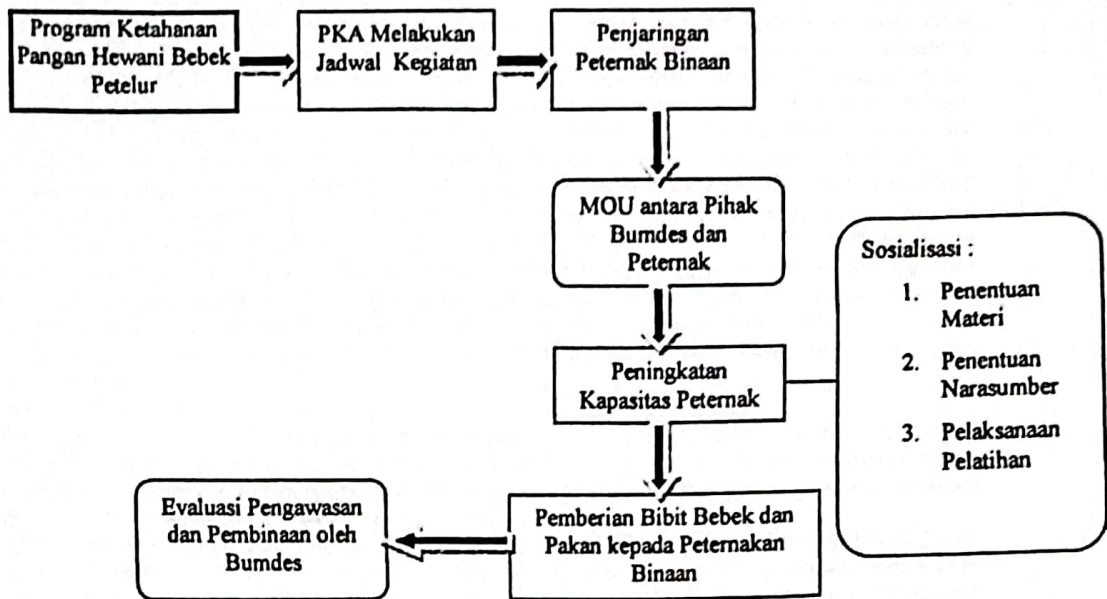 Program Ketahanan
Pangan Hewani Bebek
Petelur
PKA Melakukan
Jadwal Kegiatan
Penjaringan
Peternak Binaan
MOU antara Pihak
Bumdes dan
Peternak
Sosialisasi :
1. Penentuan
Materi
2. Penentuan
Narasumber
3. Pelaksanaan
Pelatihan
Peningkatan
Kapasitas Peternak
Pemberian Bibit Bebek dan
Pakan kepada Peternakan
Binaan
Evaluasi Pengawasan
dan Pembinaan oleh
Bumdes